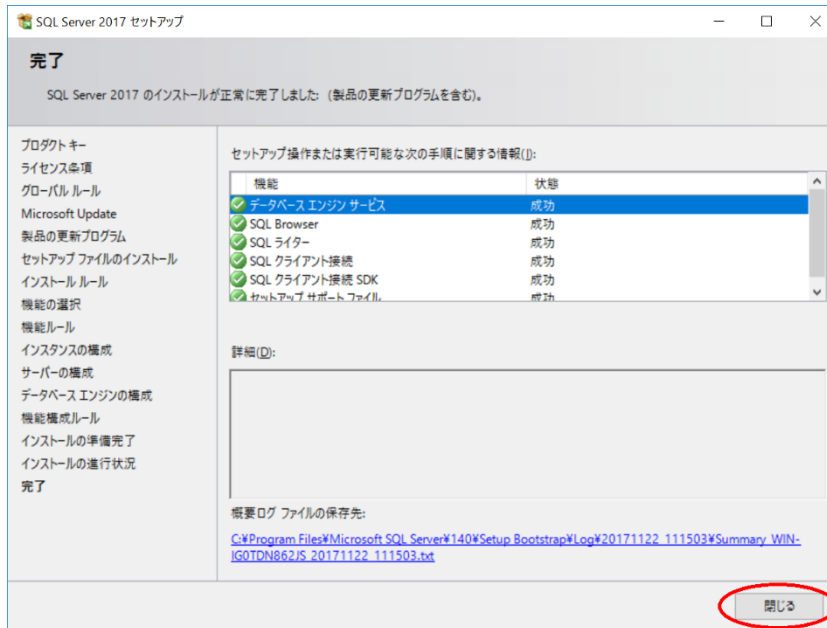 SQL Server 2017 セットアップ
完了
SQL Server 2017 のインストールが正常に完了しました: (製品の更新プログラムを含む)。
プロダクト キー
ライセンス条項
グローバル ルール
Microsoft Update
製品の更新プログラム
セットアップ ファイルのインストール
インストール ルール
機能の選択
機能ルール
インスタンスの構成
サーバーの構成
データベース エンジンの構成
機能構成ルール
インストールの準備完了
インストールの進行状況
完了
セットアップ操作または実行可能な次の手順に関する情報(I):
機能 状態
データベース エンジン サービス 成功
SQL Browser 成功
SQL ライター 成功
SQL クライアント接続 成功
SQL クライアント接続 SDK 成功
セットアップ サポート ファイル 成功
詳細(D):
概要ログ ファイルの保存先:
C:¥Program Files¥Microsoft SQL Server¥140¥Setup Bootstrap¥Log¥20171122_111503¥Summary_WIN-
IG0TDN862JS_20171122_111503.txt
閉じる